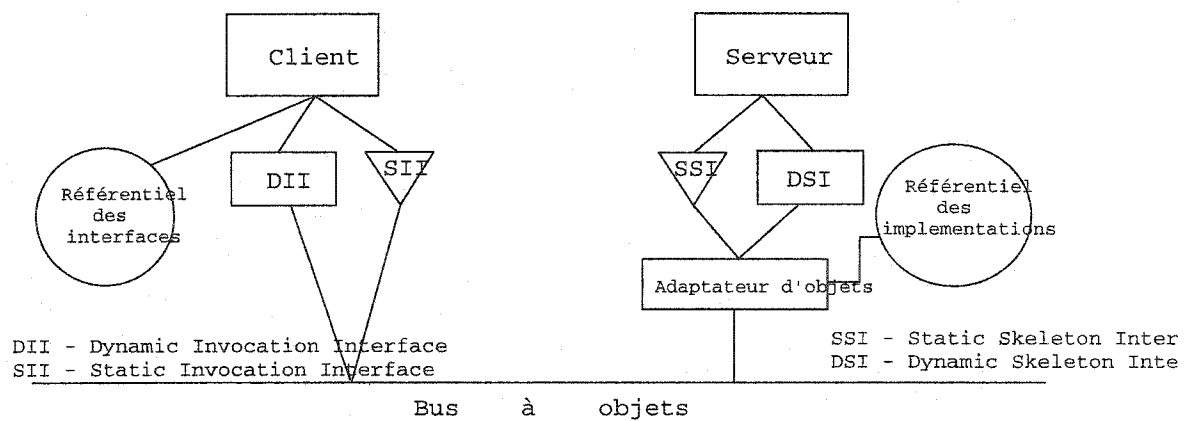 Client
Serveur
DII
SII
SSI
DSI
Référentiel
des
interfaces
Référentiel
des
implementations
Adaptateur d'objets
DII - Dynamic Invocation Interface
SII - Static Invocation Interface
SSI - Static Skeleton Inter
DSI - Dynamic Skeleton Inte
Bus à objets